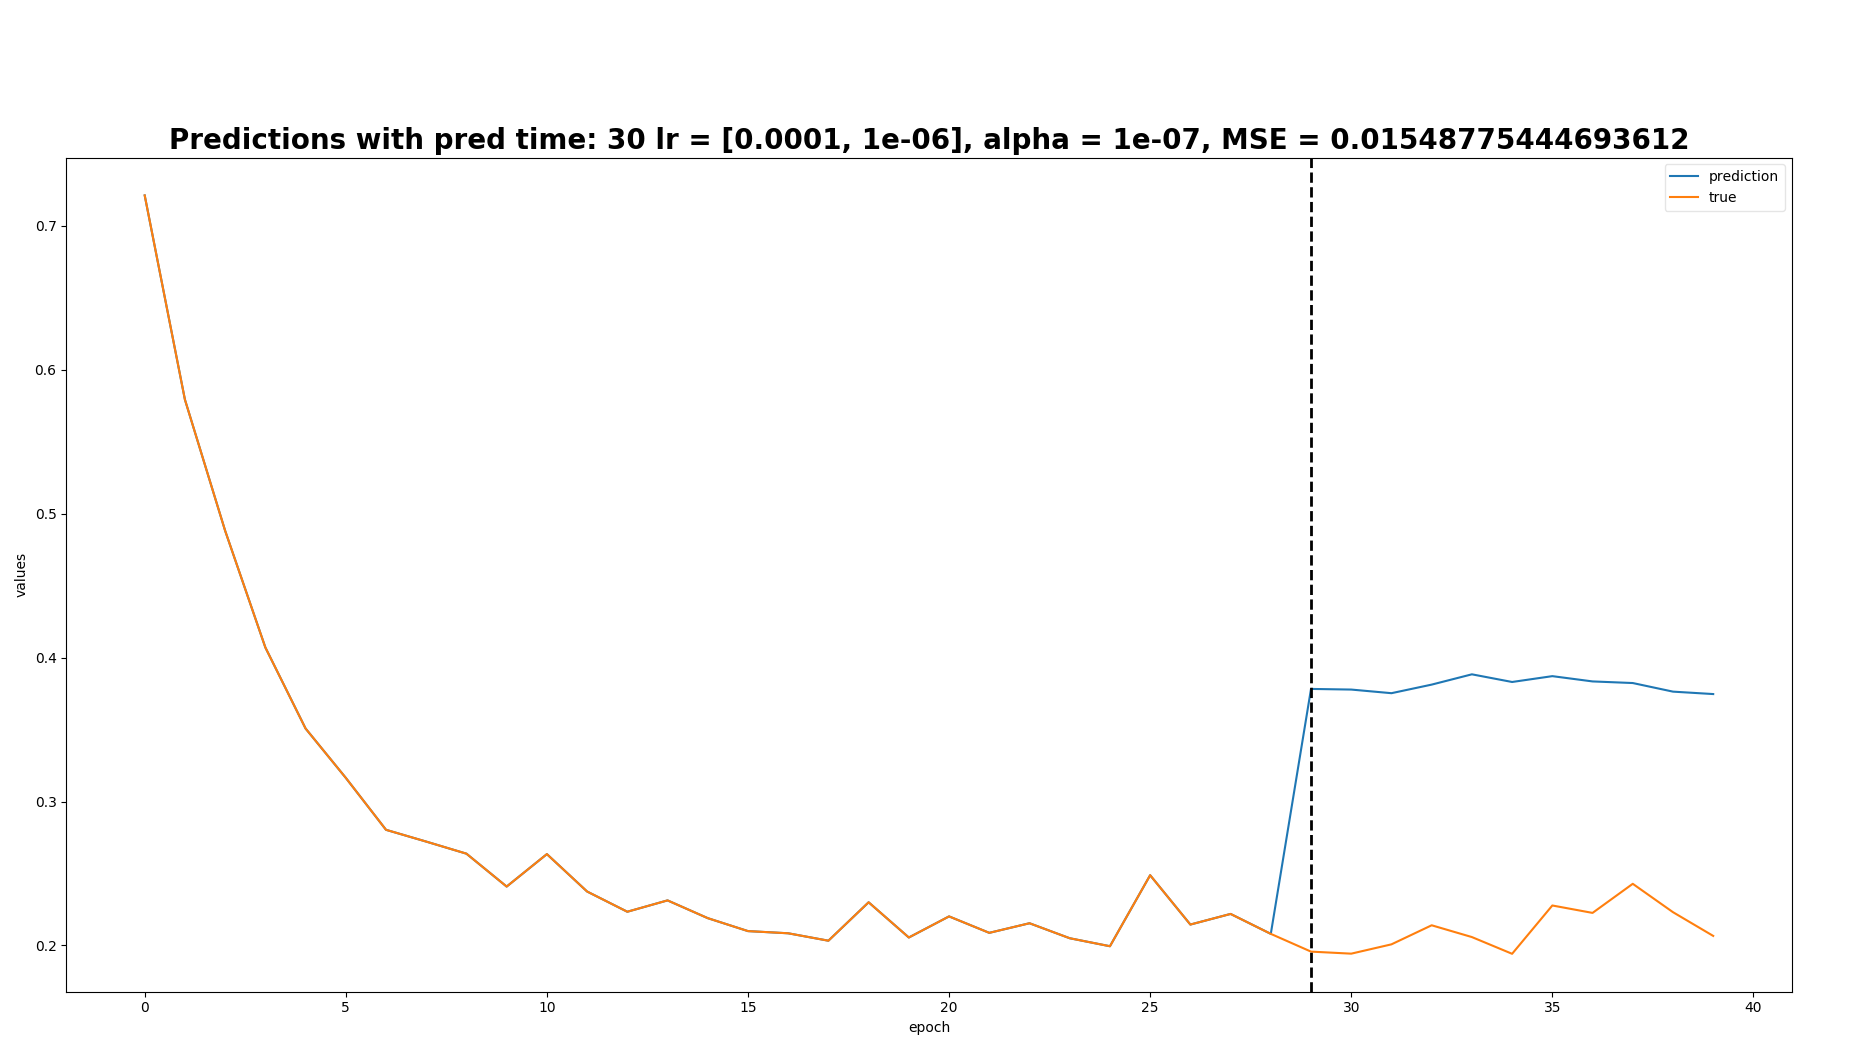 Predictions with pred time: 30 lr = [0.0001, 1e-06], alpha = 1e-07, MSE = 0.01548775444693612
prediction
true
0.7
0.6
0.5
0.4
0.3
0.2
values
0 5 10 15 20 25 30 35 40
epoch